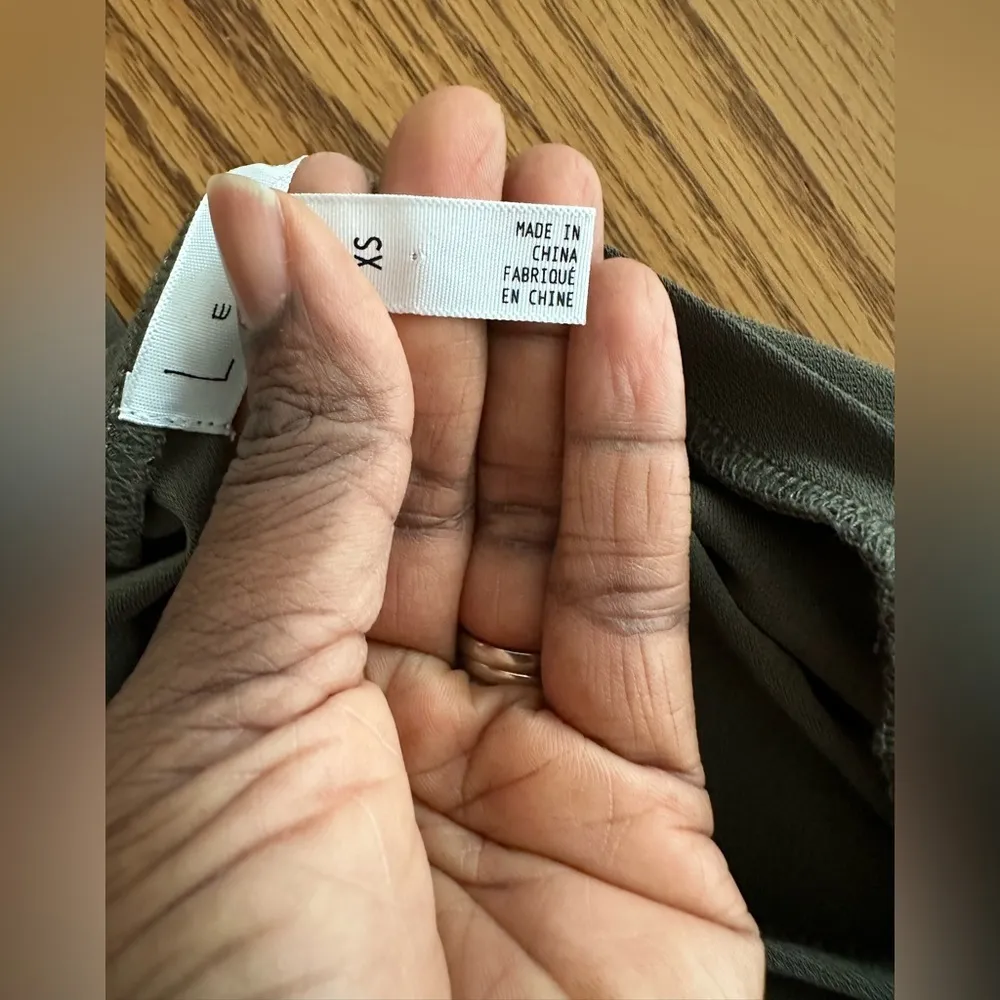 L E
XS
MADE IN
CHINA
FABRIQUÉ
EN CHINE